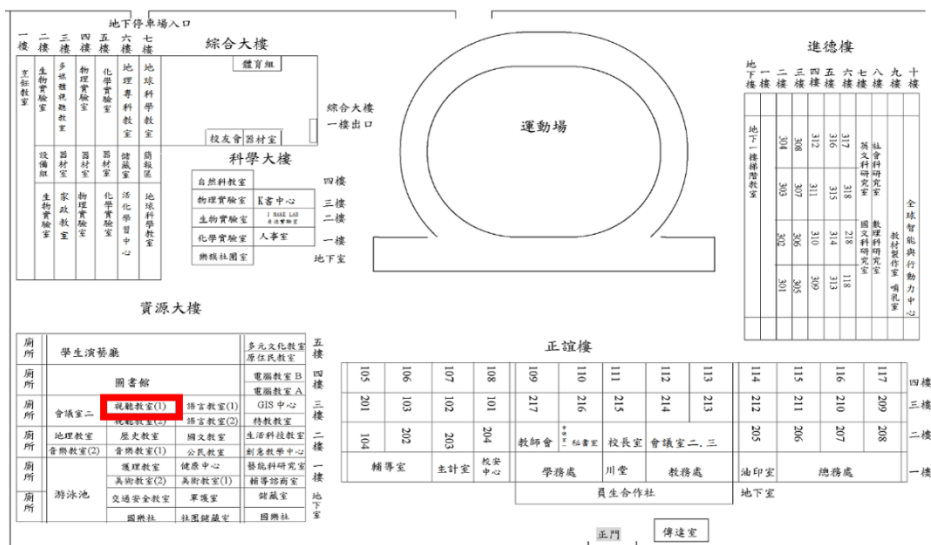 地下停車場入口
一樓 二樓 三樓 四樓 五樓 六樓 七樓
綜合大樓
體育組
烹飪教室
生物實驗室
多媒體視聽教室
物理實驗室
化學實驗室
地理專科教室
地球科學教室
綜合大樓
一樓出口
校友會 器材室
設備組
器材室
器材室
器材室
儲藏室
簡報區
生物實驗室
家政教室
物理實驗室
化學實驗室
活化學習中心
地球科學教室
科學大樓
自然科教室 四樓
物理實驗室 K書中心 三樓
生物實驗室 二樓
化學實驗室 人事室 一樓
樂旗社團室 地下室
運動場
進德樓
地下樓 一樓 二樓 三樓 四樓 五樓 六樓 七樓 八樓 九樓 十樓
地下一樓階梯教室
304 303 302 301
308 307 306 305
312 311 310 309
316 315 314 313
317 318 218 118
英文科研究室 國文科研究室
社會科研究室 數理科研究室
教材製作室 哺乳室
全球智能與行動力中心
資源大樓
廁所 學生演藝廳 多元文化教室 五樓
原住民教室
廁所 圖書館 電腦教室 B 四樓
電腦教室 A
廁所 會議室二 視聽教室(1) 語言教室(1) GIS 中心 三樓
視聽教室(2) 語言教室(2) 特教教室
廁所 地理教室 歷史教室 國文教室 生活科技教室 二樓
音樂教室(2) 音樂教室(1) 公民教室 創意教學中心
廁所 游泳池 護理教室 健康中心 藝能科研究室 一樓
美術教室(2) 美術教室(1) 輔導諮商室
廁所 交通安全教室 軍護室 儲藏室 地下室
國樂社 社團儲藏室 國樂社
正誼樓
105 106 107 108 109 110 111 112 113 114 115 116 117 四樓
201 103 102 101 217 216 215 214 213 212 211 210 209 三樓
104 202 203 204 教師會 秘書室 校長室 會議室二、三 205 206 207 208 二樓
輔導室 主計室 校安中心 學務處 川堂 教務處 油印室 總務處 一樓
員生合作社 地下室
正門 傳達室